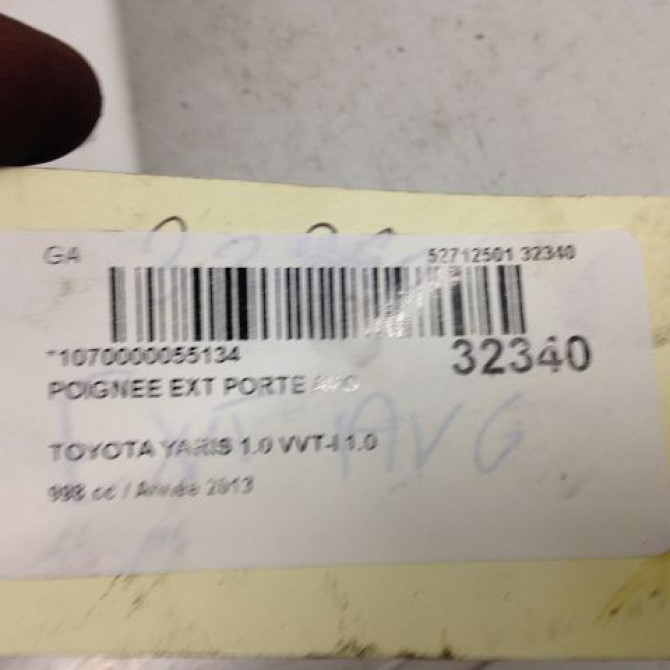 GA 52712501 32340
*1070000055134 32340
POIGNEE EXT PORTE AVG
TOYOTA YARIS 1.0 VVT-I 1.0
998 cc / Année 2013
AVG